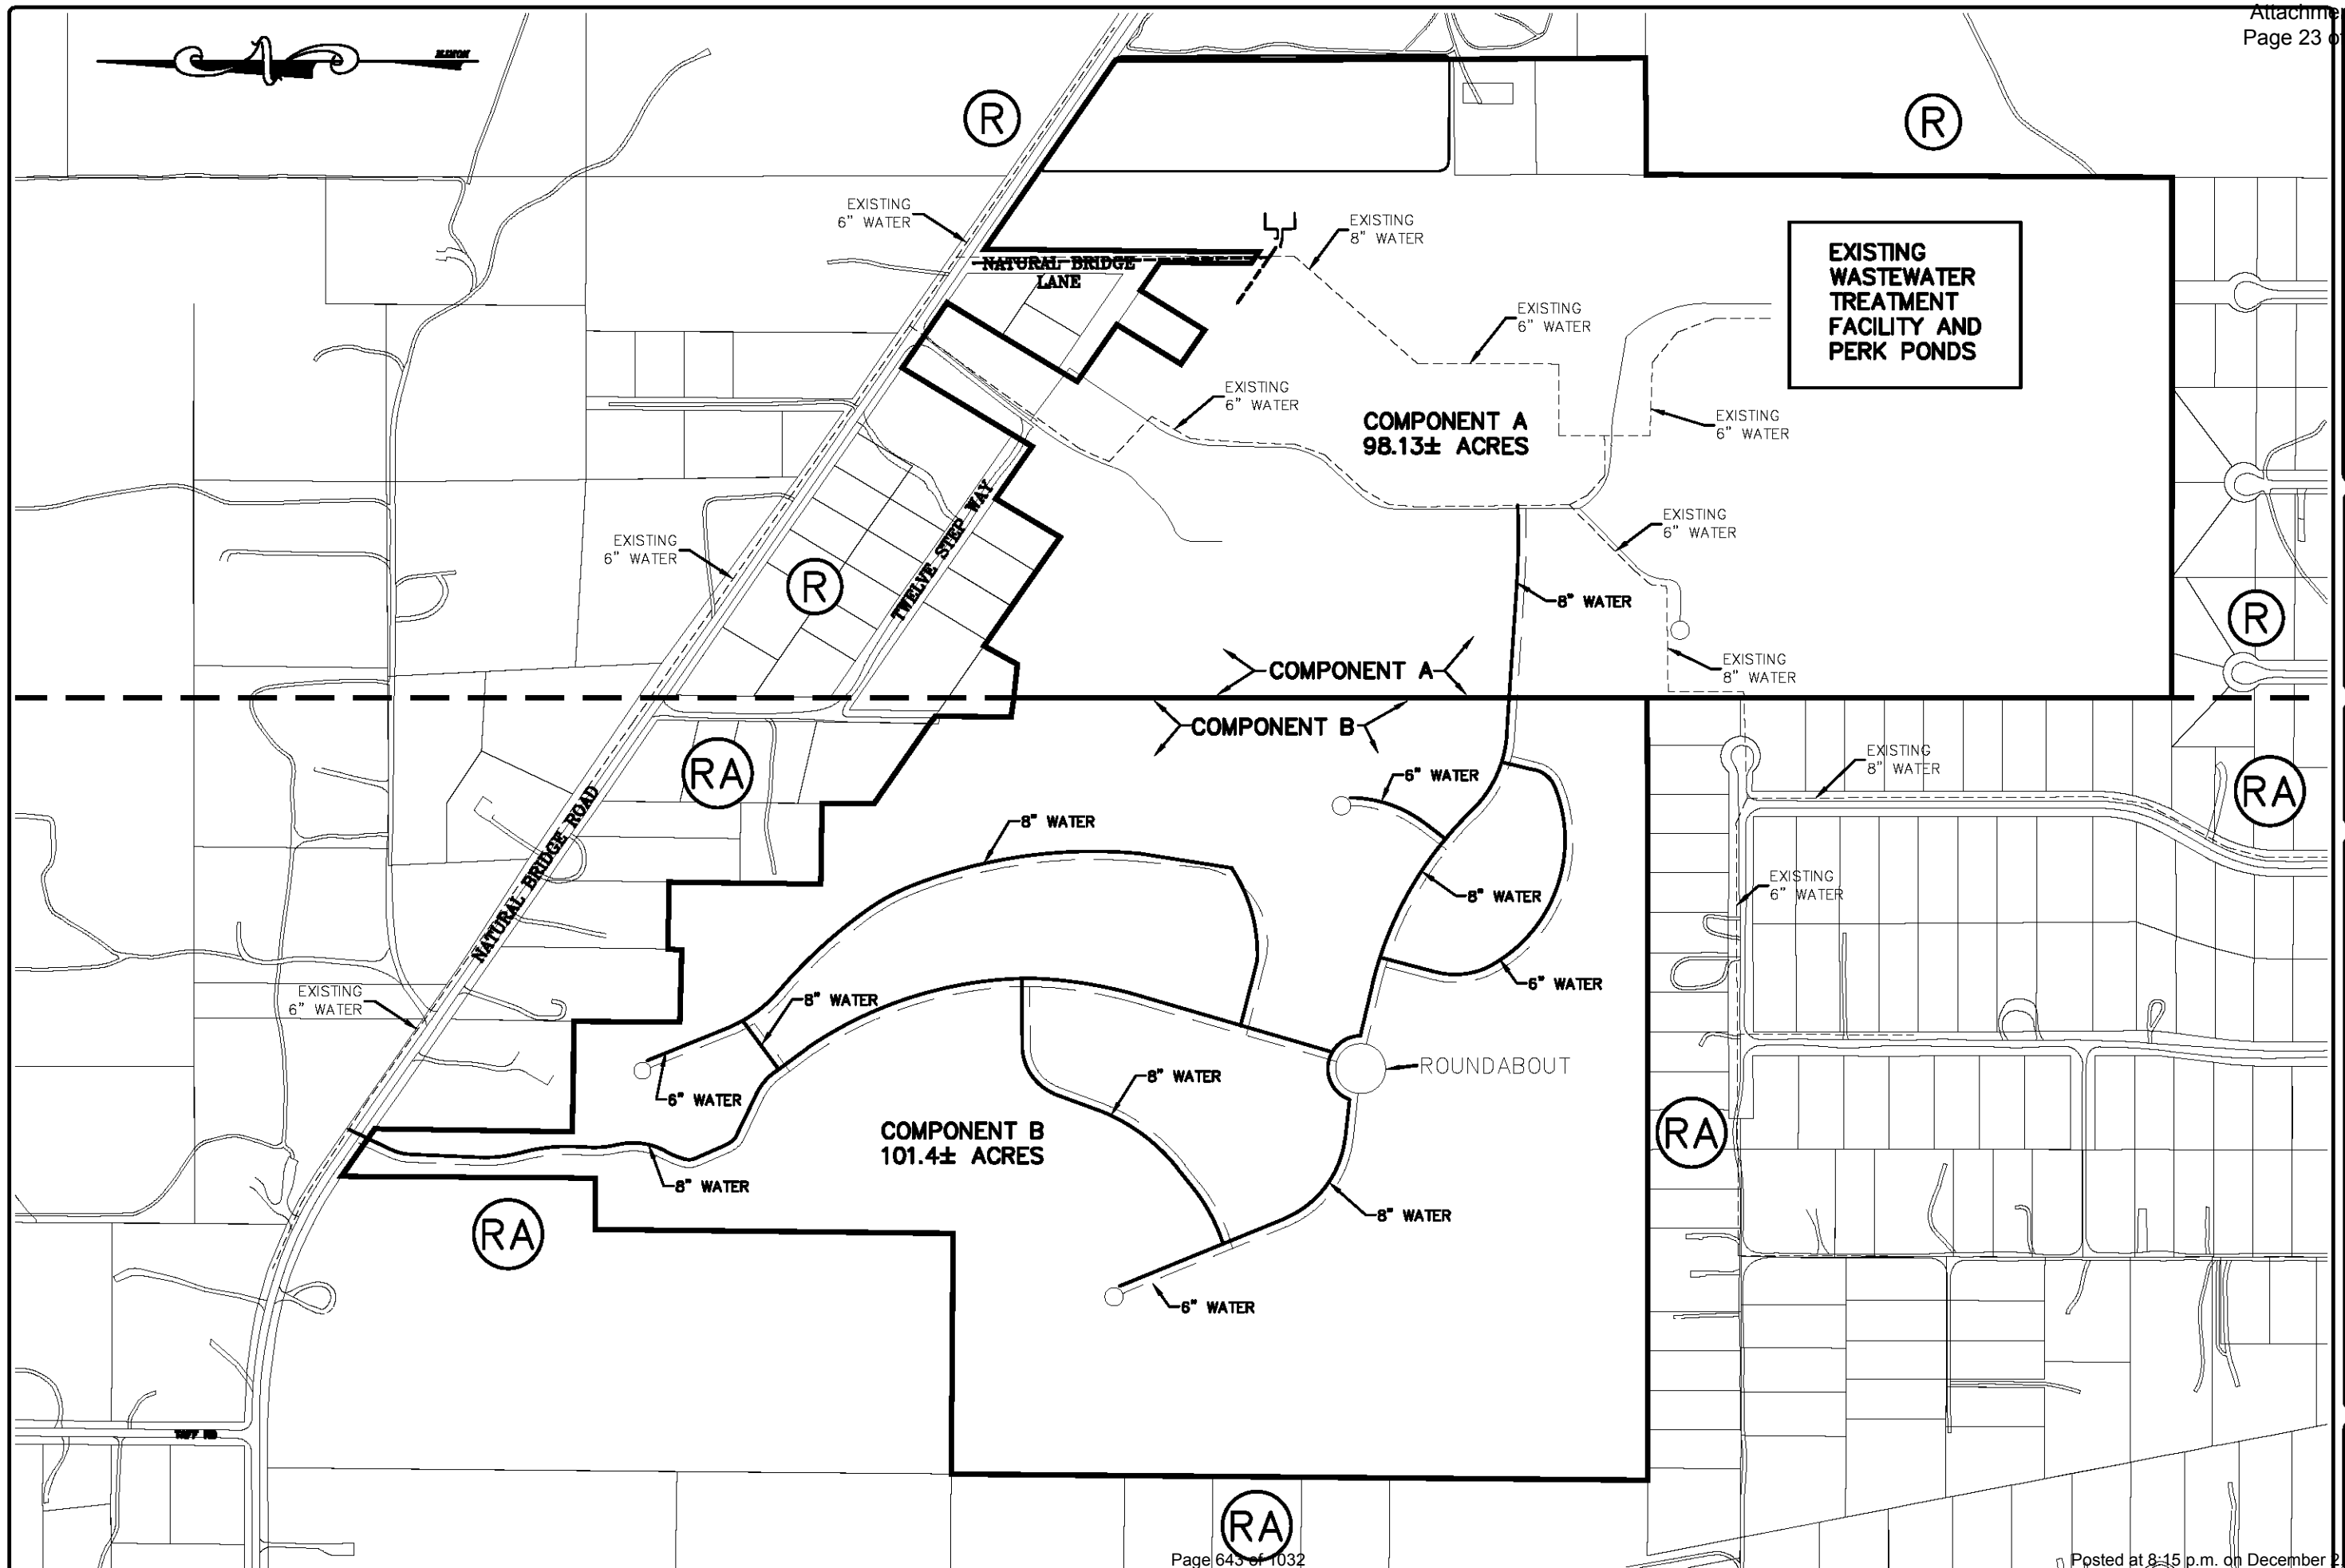 Attachme
Page 23 o
R
R
EXISTING
6" WATER
EXISTING
8" WATER
NATURAL BRIDGE
LANE
EXISTING
WASTEWATER
TREATMENT
FACILITY AND
PERK PONDS
EXISTING
6" WATER
EXISTING
6" WATER
COMPONENT A
98.13± ACRES
EXISTING
6" WATER
EXISTING
6" WATER
EXISTING
6" WATER
TWELVE STEP WAY
R
8" WATER
R
COMPONENT A
EXISTING
8" WATER
COMPONENT B
RA
6" WATER
EXISTING
8" WATER
RA
NATURAL BRIDGE ROAD
8" WATER
8" WATER
EXISTING
6" WATER
EXISTING
6" WATER
8" WATER
6" WATER
ROUNDABOUT
6" WATER
8" WATER
COMPONENT B
101.4± ACRES
RA
8" WATER
8" WATER
RA
6" WATER
RA
Page 643 of 1032
Posted at 8:15 p.m. on December 2